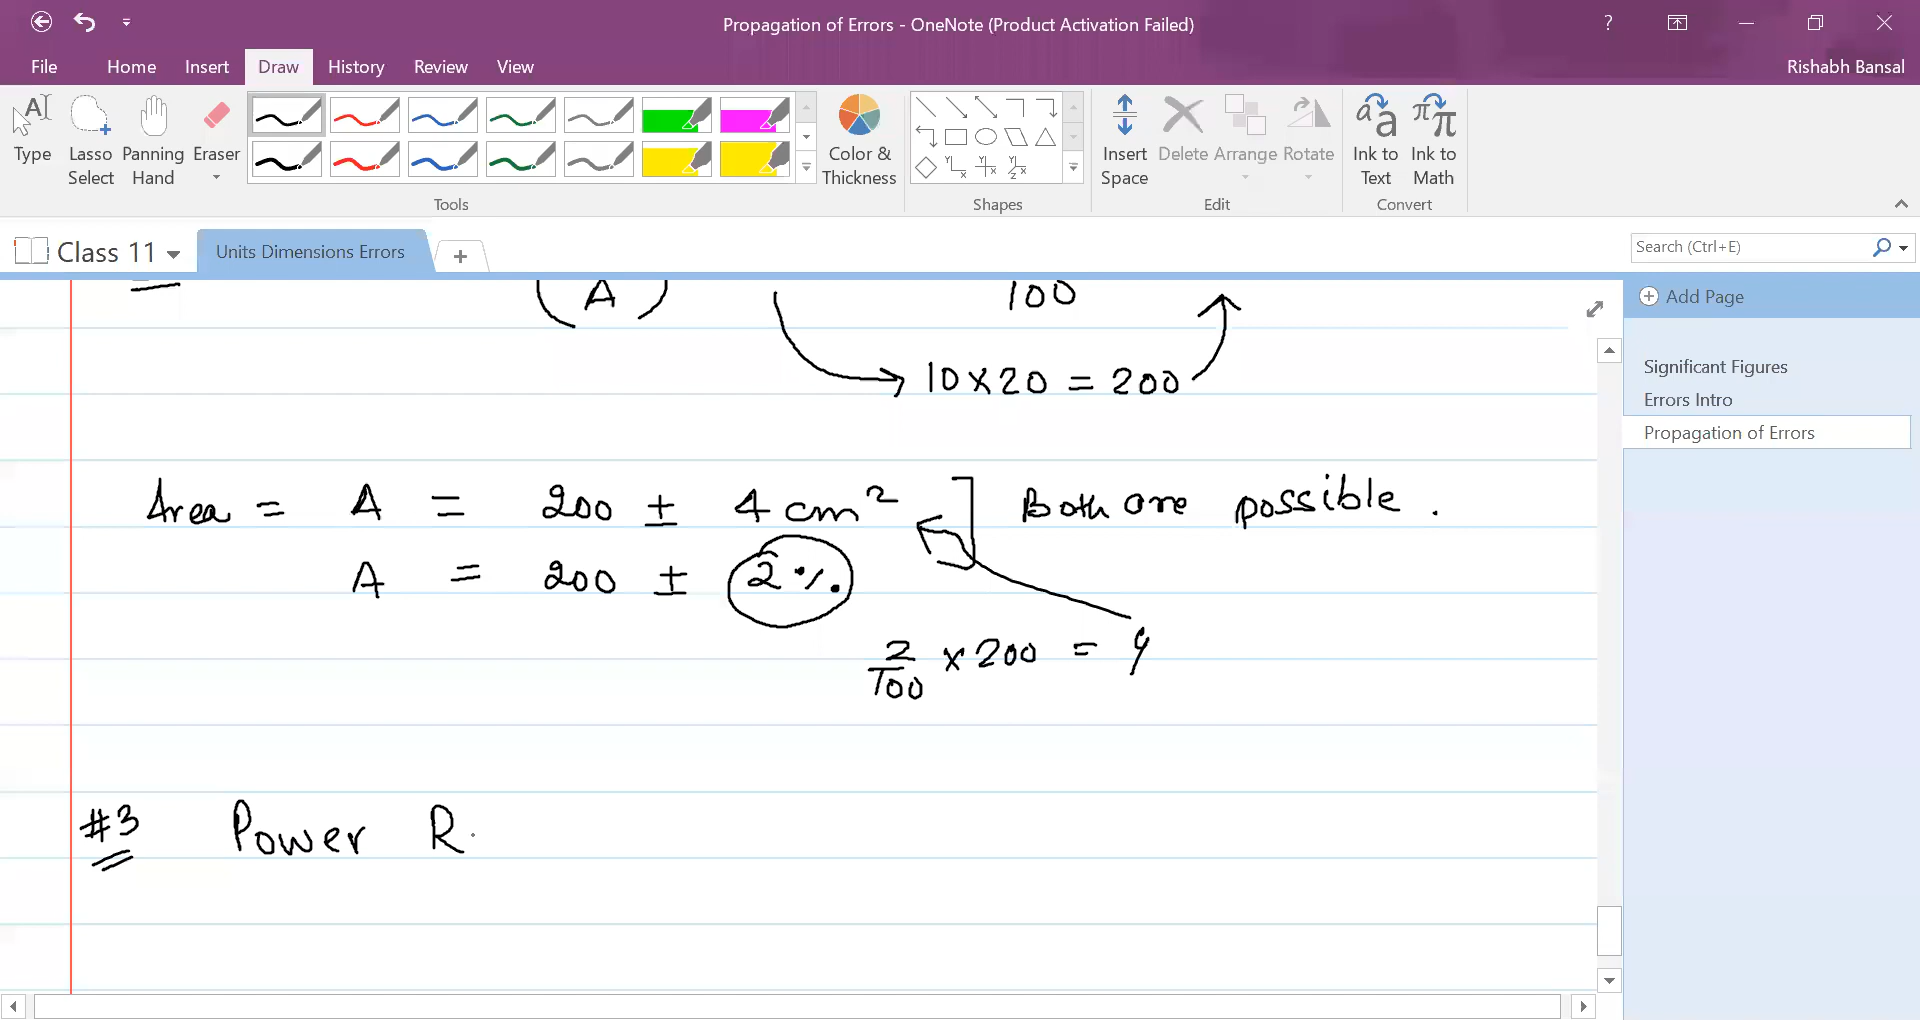 Propagation of Errors - OneNote (Product Activation Failed)
?
File Home Insert Draw History Review View
Rishabh Bansal
Type
Lasso Select
Panning Hand
Eraser
Color & Thickness
Insert Space
Delete
Arrange
Rotate
Ink to Text
Ink to Math
Tools
Shapes
Edit
Convert
Class 11
Units Dimensions Errors
Search (Ctrl+E)
Add Page
Significant Figures
Errors Intro
Propagation of Errors
( A ) 100
10 × 20 = 200
Area = A = 200 ± 4 cm² ] Both are possible.
A = 200 ± 2 %
2/100 × 200 = 4
#3 Power R